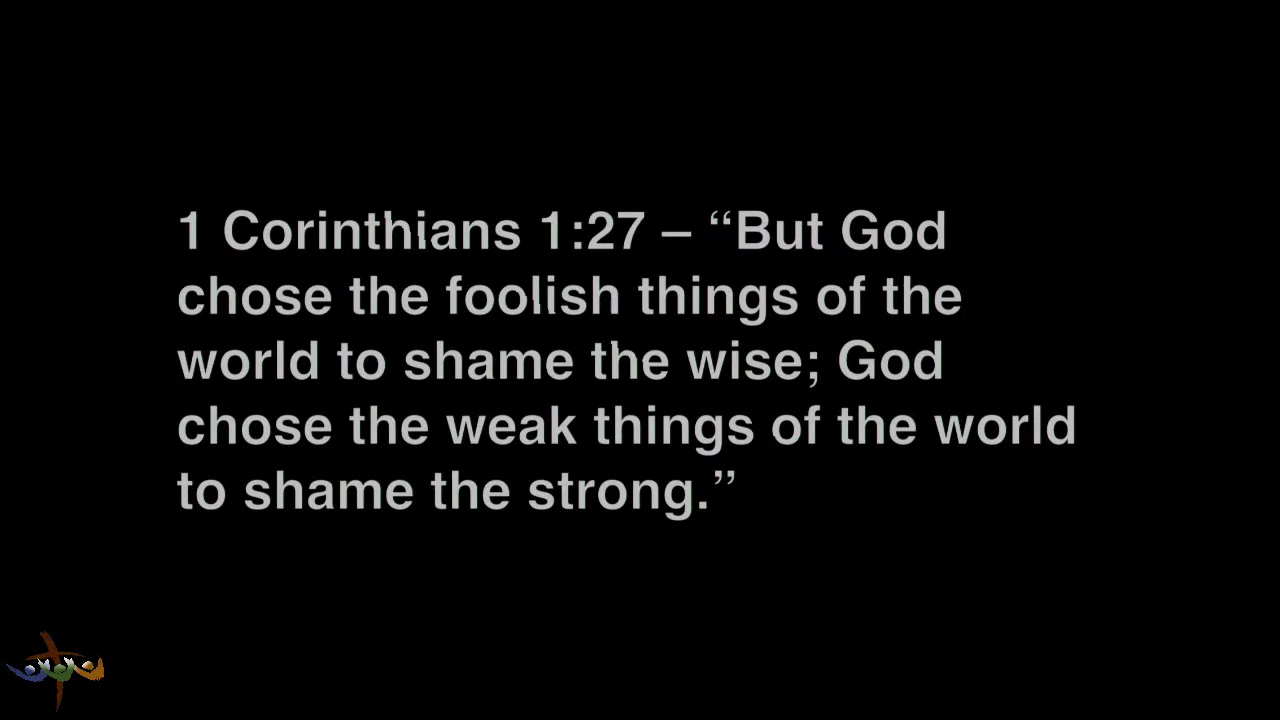 1 Corinthians 1:27 – “But God
chose the foolish things of the
world to shame the wise; God
chose the weak things of the world
to shame the strong.”